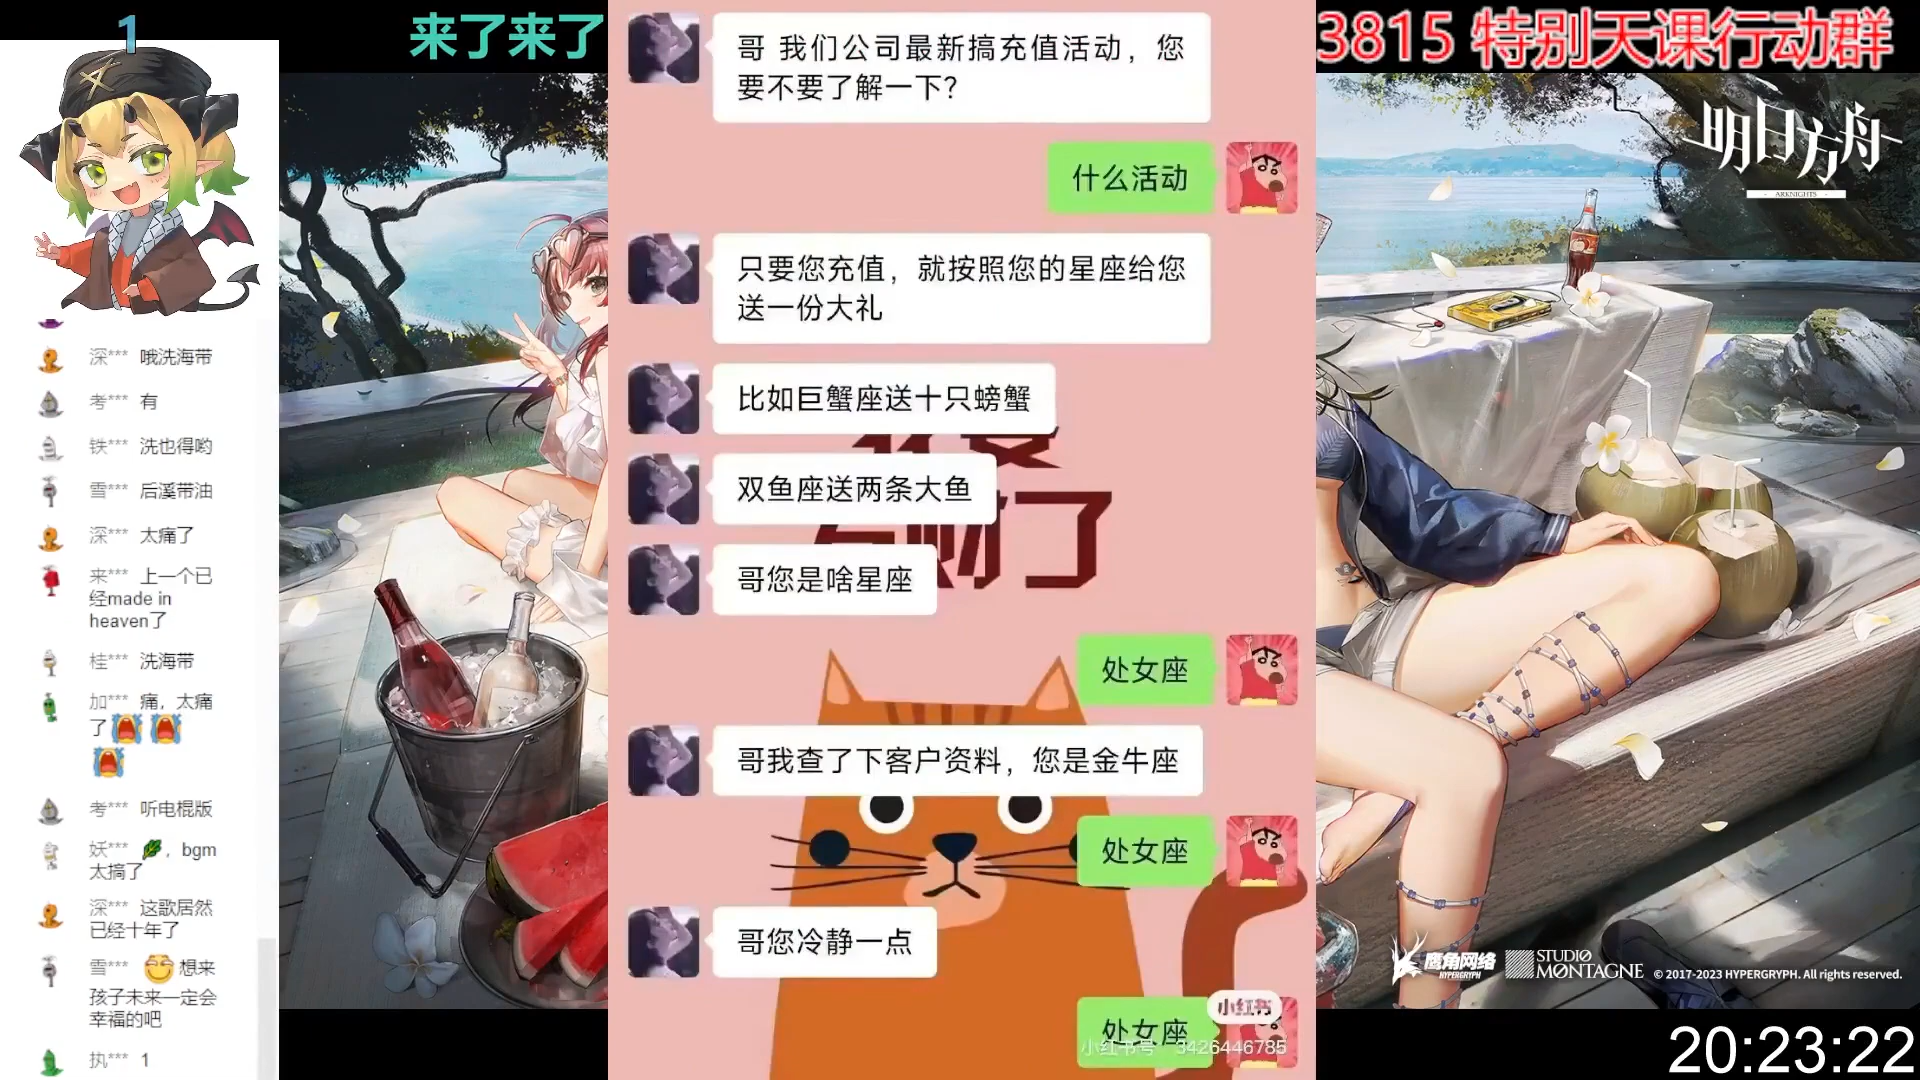 1
来了来了
3815 特别天课行动群
深*** 哦洗海带
考*** 有
铁*** 洗也得哟
雪*** 后溪带油
深*** 太痛了
来*** 上一个已
经made in
heaven了
桂*** 洗海带
加*** 痛，太痛
了
考*** 听电棍版
妖*** ，bgm
太搞了
深*** 这歌居然
已经十年了
雪*** 想来
孩子未来一定会
幸福的吧
执*** 1
哥 我们公司最新搞充值活动，您
要不要了解一下?
什么活动
只要您充值，就按照您的星座给您
送一份大礼
比如巨蟹座送十只螃蟹
双鱼座送两条大鱼
哥您是啥星座
处女座
哥我查了下客户资料，您是金牛座
处女座
哥您冷静一点
处女座
小红书
小红书号 3426446785
财了
明日方舟
ARKNIGHTS
鹰角网络
HYPERGRYPH
STUDIO
MONTAGNE
© 2017-2023 HYPERGRYPH. All rights reserved.
20:23:22